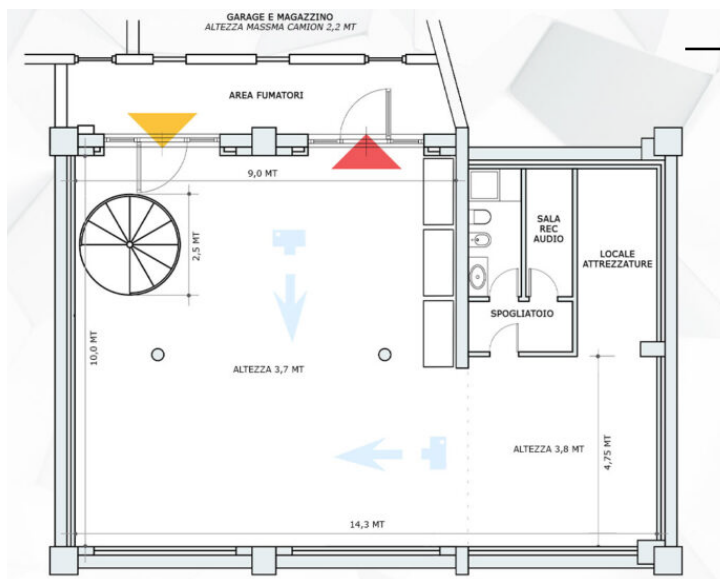 GARAGE E MAGAZZINO
ALTEZZA MASSMA CAMION 2,2 MT
AREA FUMATORI
9,0 MT
2,5 MT
SALA
REC
AUDIO
LOCALE
ATTREZZATURE
SPOGLIATOIO
10,0 MT
ALTEZZA 3,7 MT
ALTEZZA 3,8 MT
4,75 MT
14,3 MT